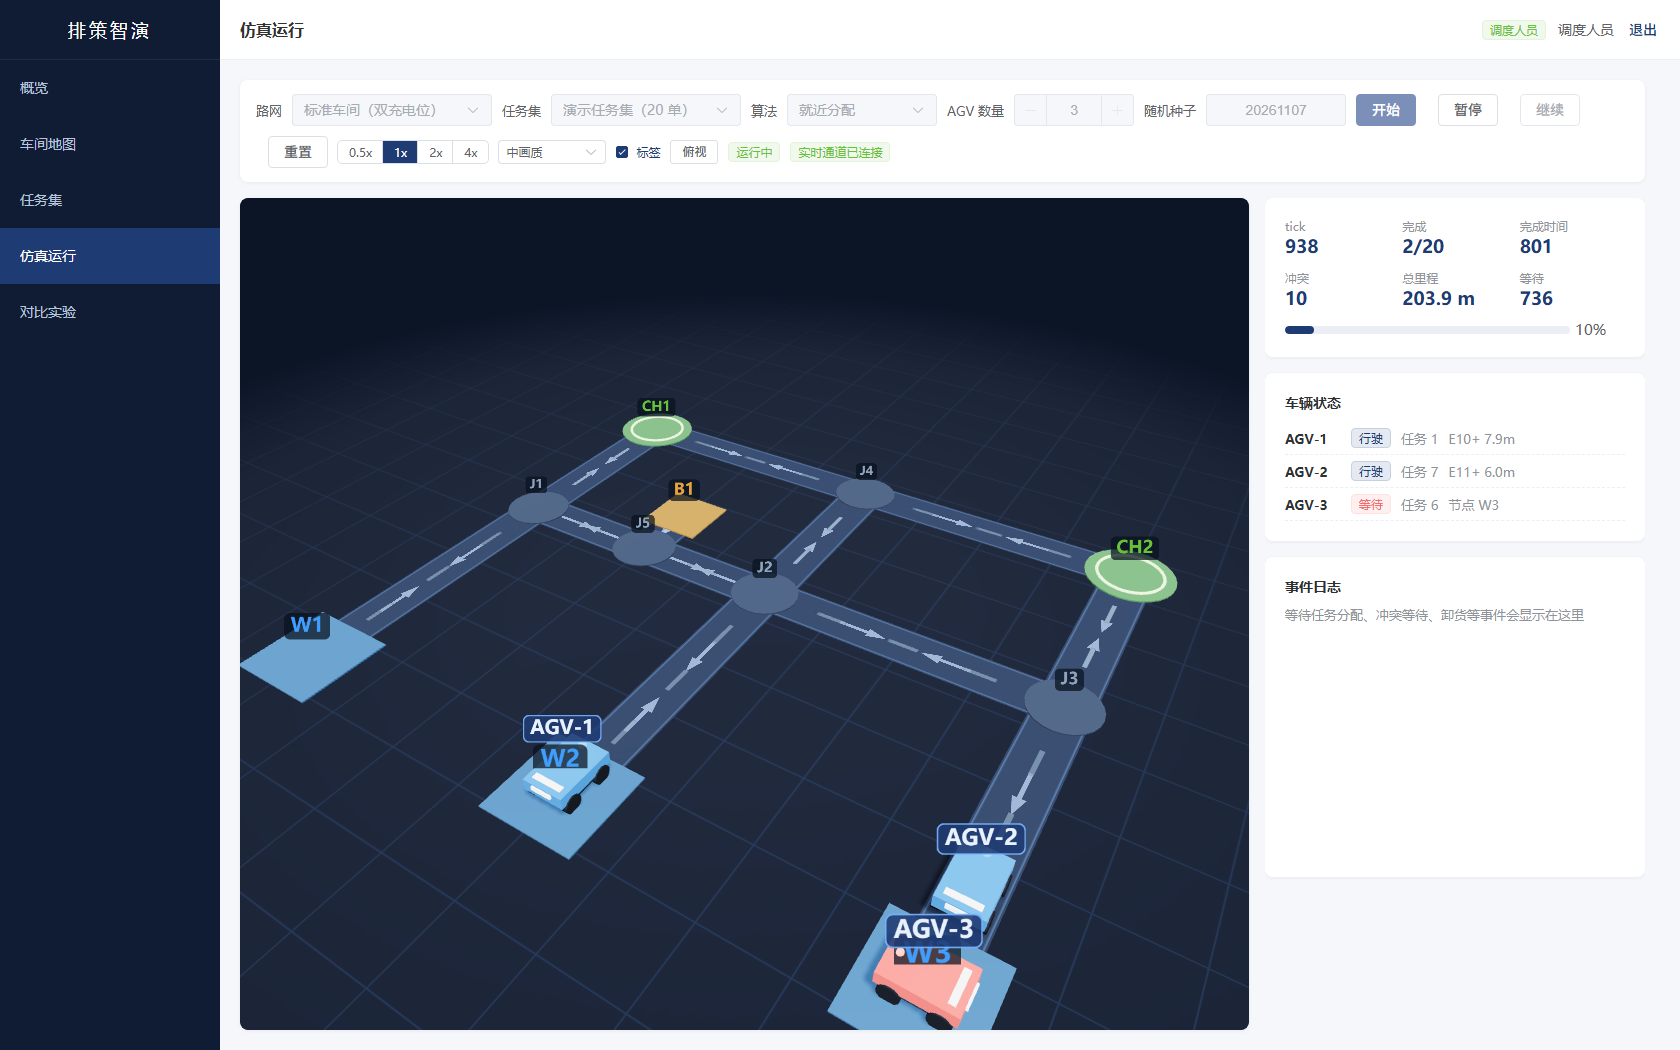 排策智演
概览
车间地图
任务集
仿真运行
对比实验
仿真运行
调度人员
调度人员
退出
路网
标准车间（双充电位）
任务集
演示任务集（20 单）
算法
就近分配
AGV 数量
3
随机种子
20261107
开始
暂停
继续
重置
0.5x
1x
2x
4x
中画质
标签
俯视
运行中
实时通道已连接
CH1
J4
J1
B1
J5
CH2
J2
W1
J3
AGV-1
W2
AGV-2
AGV-3
W3
tick
938
完成
2/20
完成时间
801
冲突
10
总里程
203.9 m
等待
736
10%
车辆状态
AGV-1 行驶 任务 1 E10+ 7.9m
AGV-2 行驶 任务 7 E11+ 6.0m
AGV-3 等待 任务 6 节点 W3
事件日志
等待任务分配、冲突等待、卸货等事件会显示在这里